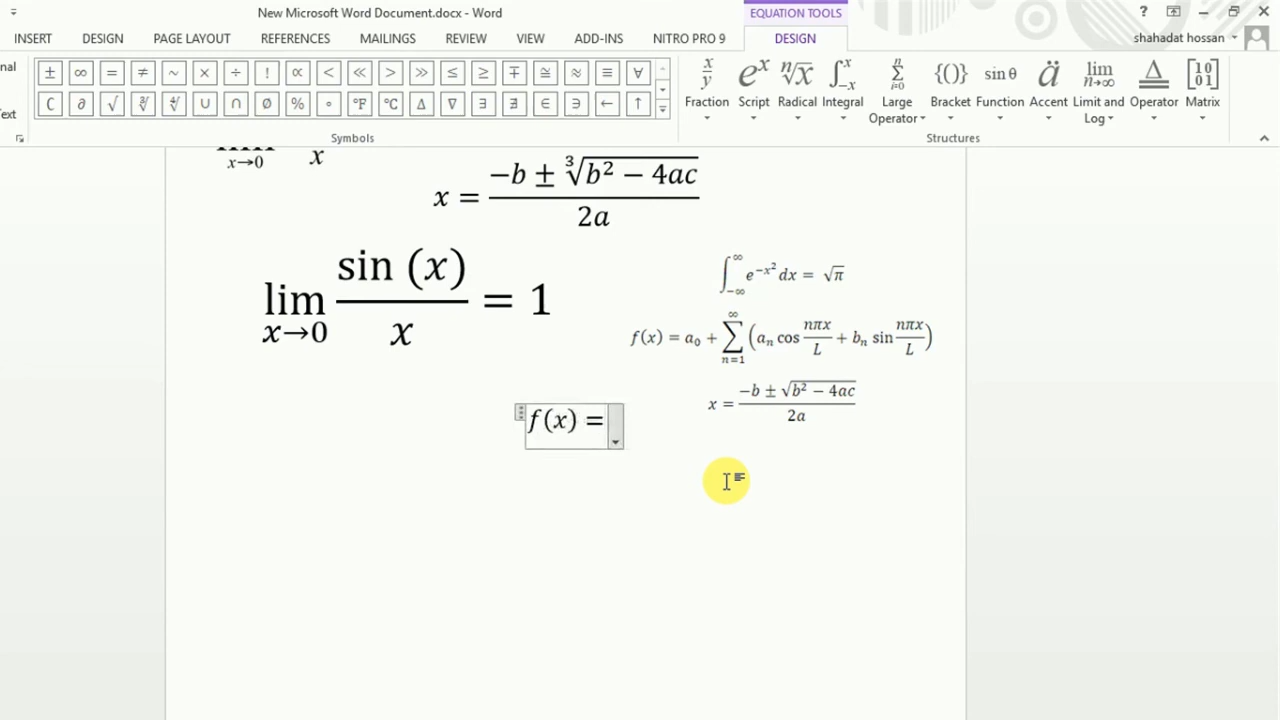 New Microsoft Word Document.docx - Word
EQUATION TOOLS
?
INSERT DESIGN PAGE LAYOUT REFERENCES MAILINGS REVIEW VIEW ADD-INS NITRO PRO 9 DESIGN shahadat hossan
± ∞ = ≠ ~ × ÷ ! ∝ < ≪ > ≫ ≤ ≥ ∓ ≅ ≈ ≡ ∀
∁ ∂ √ ∛ ∜ ∪ ∩ ∅ % ° °F °C ∆ ∇ ∃ ∄ ∈ ∋ ← ↑
Fraction Script Radical Integral Large Operator Bracket Function Accent Limit and Log Operator Matrix
Symbols Structures
x→0 x
x = (−b ± ∛(b² − 4ac)) / 2a
lim x→0 sin (x) / x = 1
∫_{−∞}^{∞} e^{−x²} dx = √π
f(x) = a₀ + ∑_{n=1}^{∞} (aₙ cos nπx/L + bₙ sin nπx/L)
x = (−b ± √(b² − 4ac)) / 2a
f(x) =